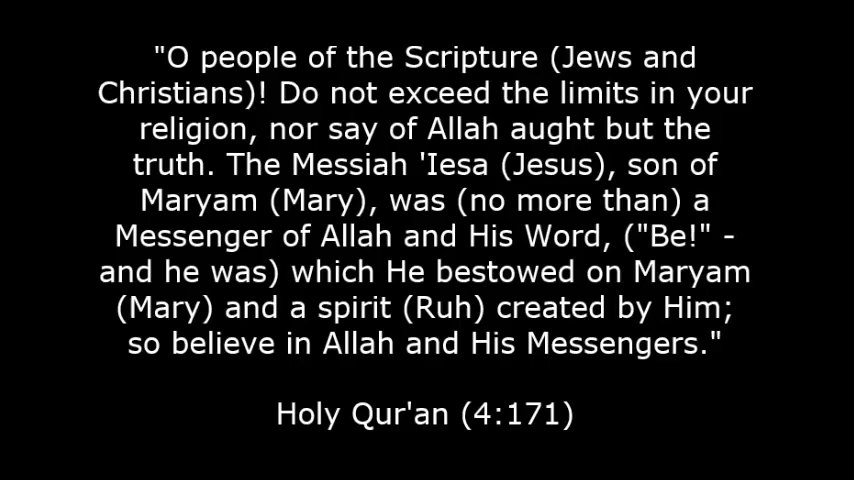 "O people of the Scripture (Jews and
Christians)! Do not exceed the limits in your
religion, nor say of Allah aught but the
truth. The Messiah 'Iesa (Jesus), son of
Maryam (Mary), was (no more than) a
Messenger of Allah and His Word, ("Be!" -
and he was) which He bestowed on Maryam
(Mary) and a spirit (Ruh) created by Him;
so believe in Allah and His Messengers."
Holy Qur'an (4:171)